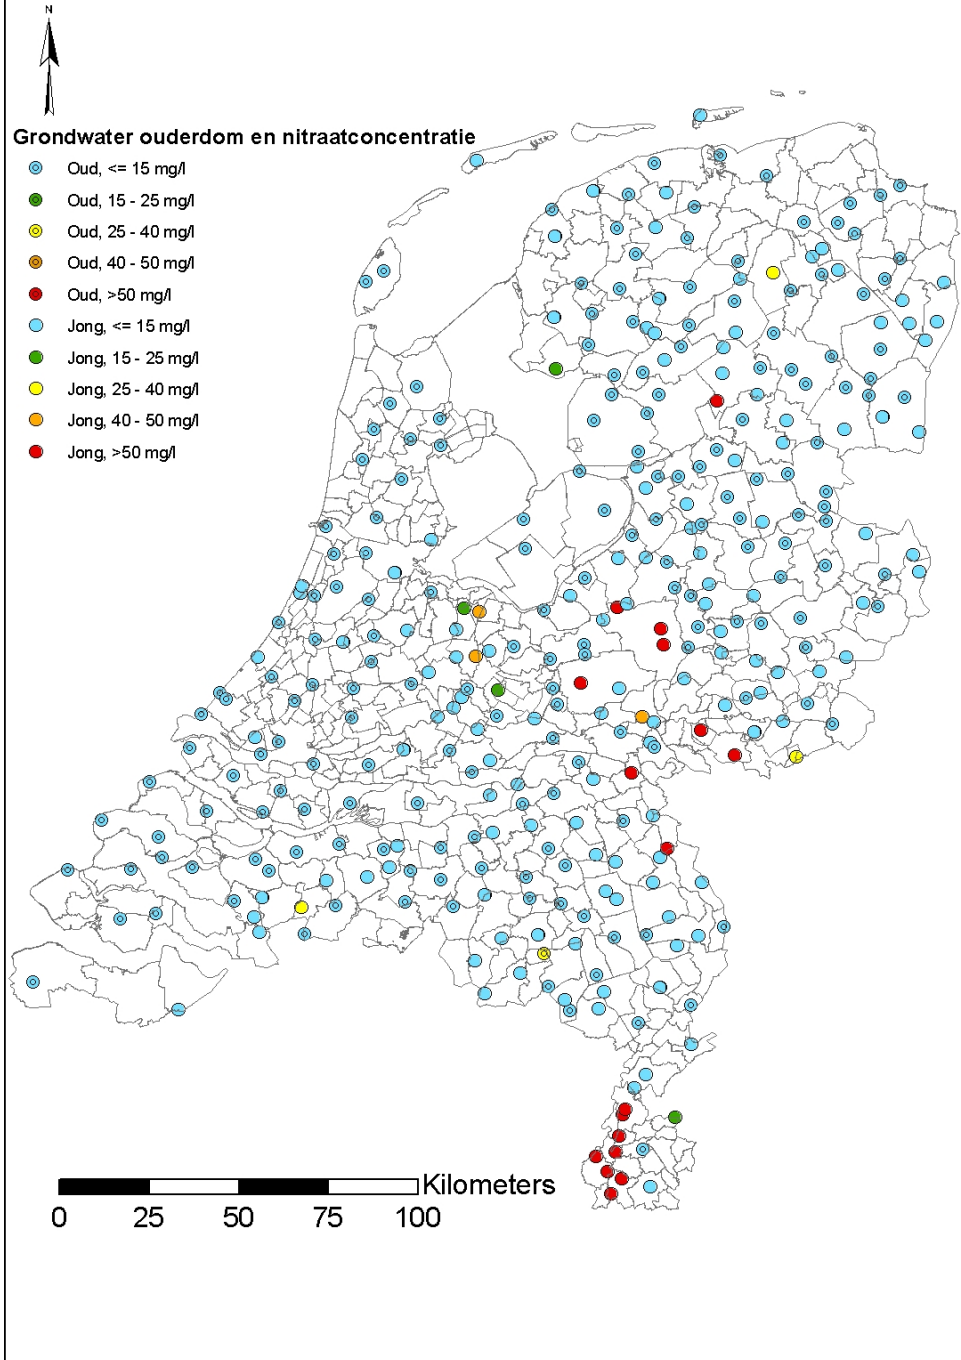 N
Grondwater ouderdom en nitraatconcentratie
Oud, <= 15 mg/l
Oud, 15 - 25 mg/l
Oud, 25 - 40 mg/l
Oud, 40 - 50 mg/l
Oud, >50 mg/l
Jong, <= 15 mg/l
Jong, 15 - 25 mg/l
Jong, 25 - 40 mg/l
Jong, 40 - 50 mg/l
Jong, >50 mg/l
Kilometers
0 25 50 75 100